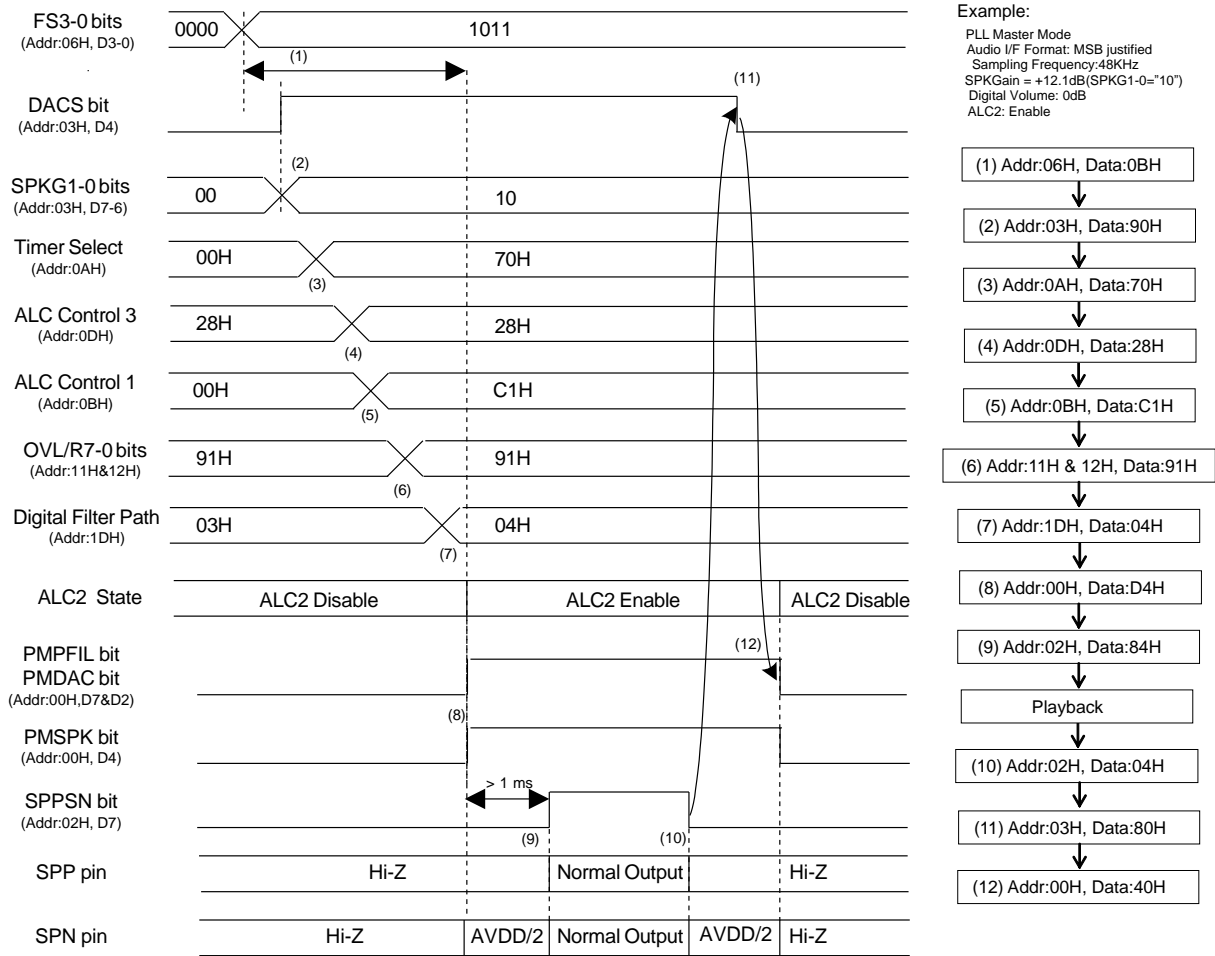 FS3-0 bits
(Addr:06H, D3-0)
0000
1011
(1)
DACS bit
(Addr:03H, D4)
(11)
(2)
SPKG1-0 bits
(Addr:03H, D7-6)
00
10
Timer Select
(Addr:0AH)
00H
70H
(3)
ALC Control 3
(Addr:0DH)
28H
28H
(4)
ALC Control 1
(Addr:0BH)
00H
C1H
(5)
OVL/R7-0 bits
(Addr:11H&12H)
91H
91H
(6)
Digital Filter Path
(Addr:1DH)
03H
04H
(7)
ALC2 State
ALC2 Disable
ALC2 Enable
ALC2 Disable
PMPFIL bit
PMDAC bit
(Addr:00H,D7&D2)
(12)
(8)
PMSPK bit
(Addr:00H, D4)
> 1 ms
SPPSN bit
(Addr:02H, D7)
(9)
(10)
SPP pin
Hi-Z
Normal Output
Hi-Z
SPN pin
Hi-Z
AVDD/2
Normal Output
AVDD/2
Hi-Z
Example:
PLL Master Mode
Audio I/F Format: MSB justified
Sampling Frequency:48KHz
SPKGain = +12.1dB(SPKG1-0="10")
Digital Volume: 0dB
ALC2: Enable
(1) Addr:06H, Data:0BH
(2) Addr:03H, Data:90H
(3) Addr:0AH, Data:70H
(4) Addr:0DH, Data:28H
(5) Addr:0BH, Data:C1H
(6) Addr:11H & 12H, Data:91H
(7) Addr:1DH, Data:04H
(8) Addr:00H, Data:D4H
(9) Addr:02H, Data:84H
Playback
(10) Addr:02H, Data:04H
(11) Addr:03H, Data:80H
(12) Addr:00H, Data:40H